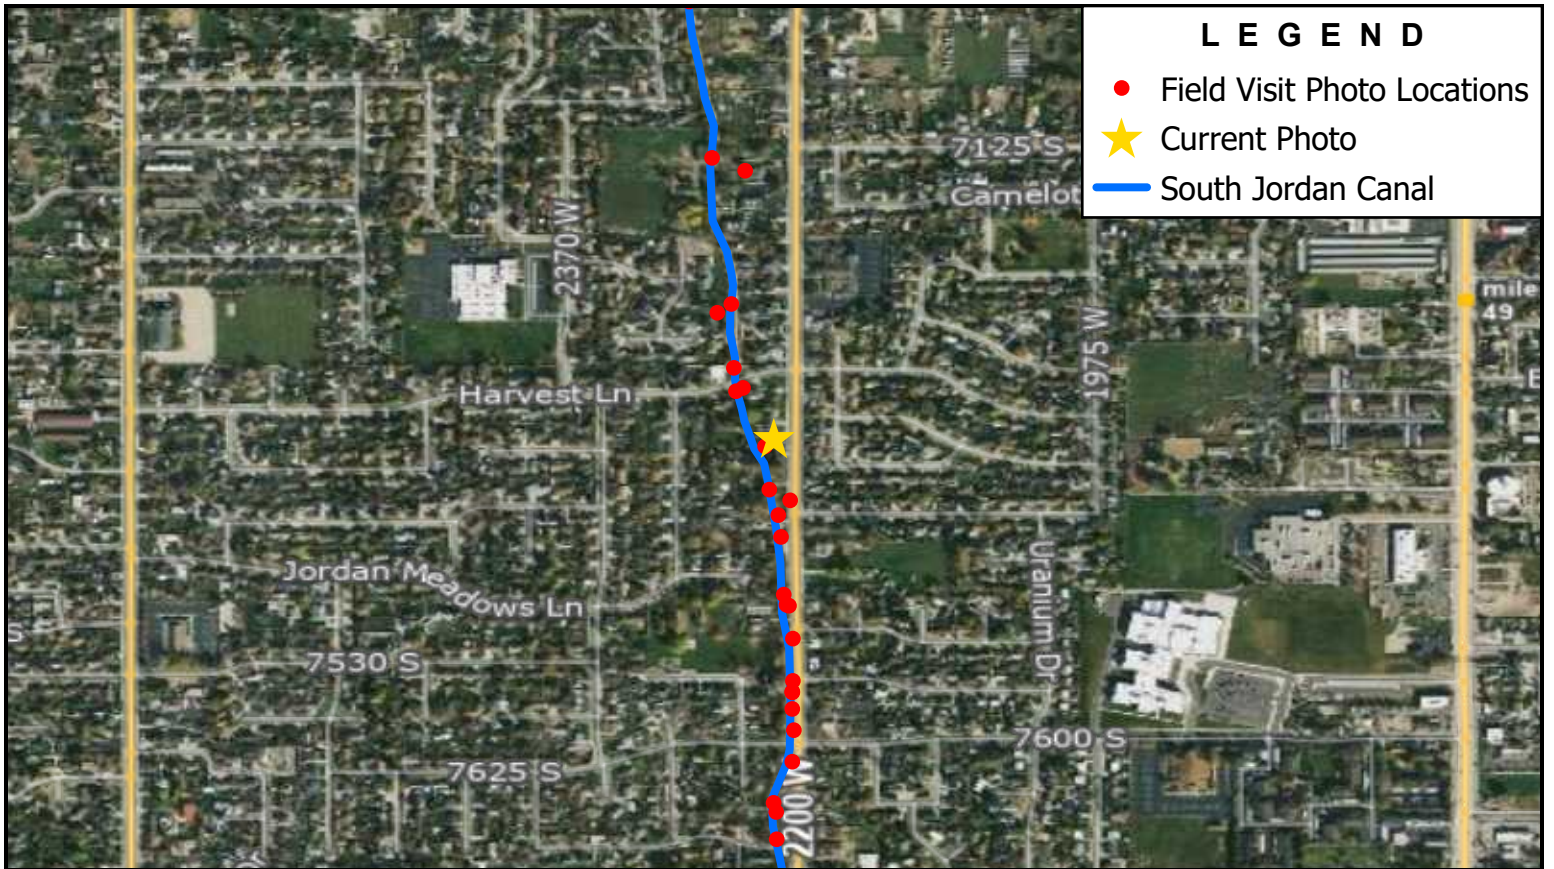 L E G E N D
Field Visit Photo Locations
Current Photo
South Jordan Canal
7125 S
Camelot
2370 W
mile
49
1975 W
Harvest Ln
Jordan Meadows Ln
Uranium Dr
S
7530 S
7600 S
7625 S
2200 W